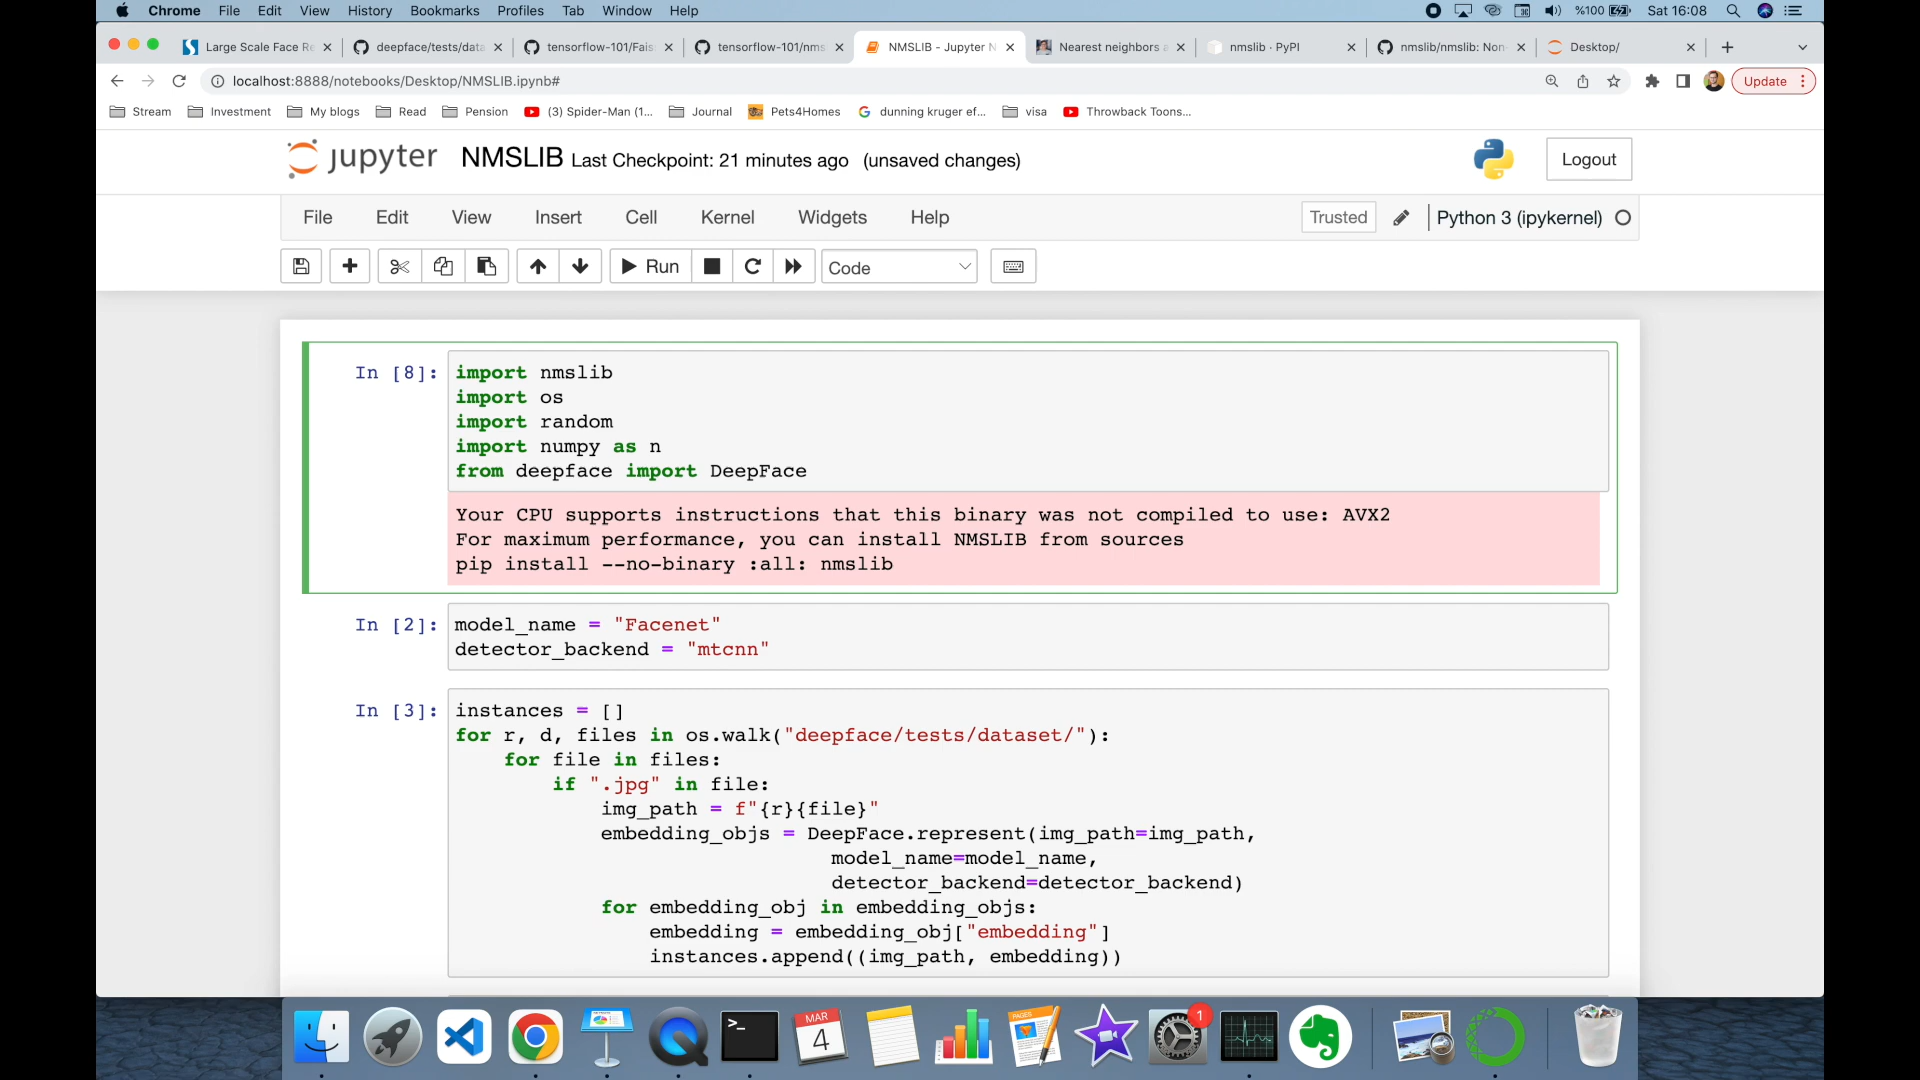 Chrome File Edit View History Bookmarks Profiles Tab Window Help
%100 Sat 16:08
Large Scale Face Re
deepface/tests/data
tensorflow-101/Fais
tensorflow-101/nms
NMSLIB - Jupyter N
Nearest neighbors a
nmslib · PyPI
nmslib/nmslib: Non
Desktop/
localhost:8888/notebooks/Desktop/NMSLIB.ipynb#
Update
Stream Investment My blogs Read Pension (3) Spider-Man (1... Journal Pets4Homes dunning kruger ef... visa Throwback Toons...
jupyter NMSLIB Last Checkpoint: 21 minutes ago (unsaved changes)
Logout
File Edit View Insert Cell Kernel Widgets Help
Trusted Python 3 (ipykernel)
Run Code
In [8]: import nmslib
import os
import random
import numpy as n
from deepface import DeepFace
Your CPU supports instructions that this binary was not compiled to use: AVX2
For maximum performance, you can install NMSLIB from sources
pip install --no-binary :all: nmslib
In [2]: model_name = "Facenet"
detector_backend = "mtcnn"
In [3]: instances = []
for r, d, files in os.walk("deepface/tests/dataset/"):
for file in files:
if ".jpg" in file:
img_path = f"{r}{file}"
embedding_objs = DeepFace.represent(img_path=img_path,
model_name=model_name,
detector_backend=detector_backend)
for embedding_obj in embedding_objs:
embedding = embedding_obj["embedding"]
instances.append((img_path, embedding))
>_
MAR
4
PAGES
1